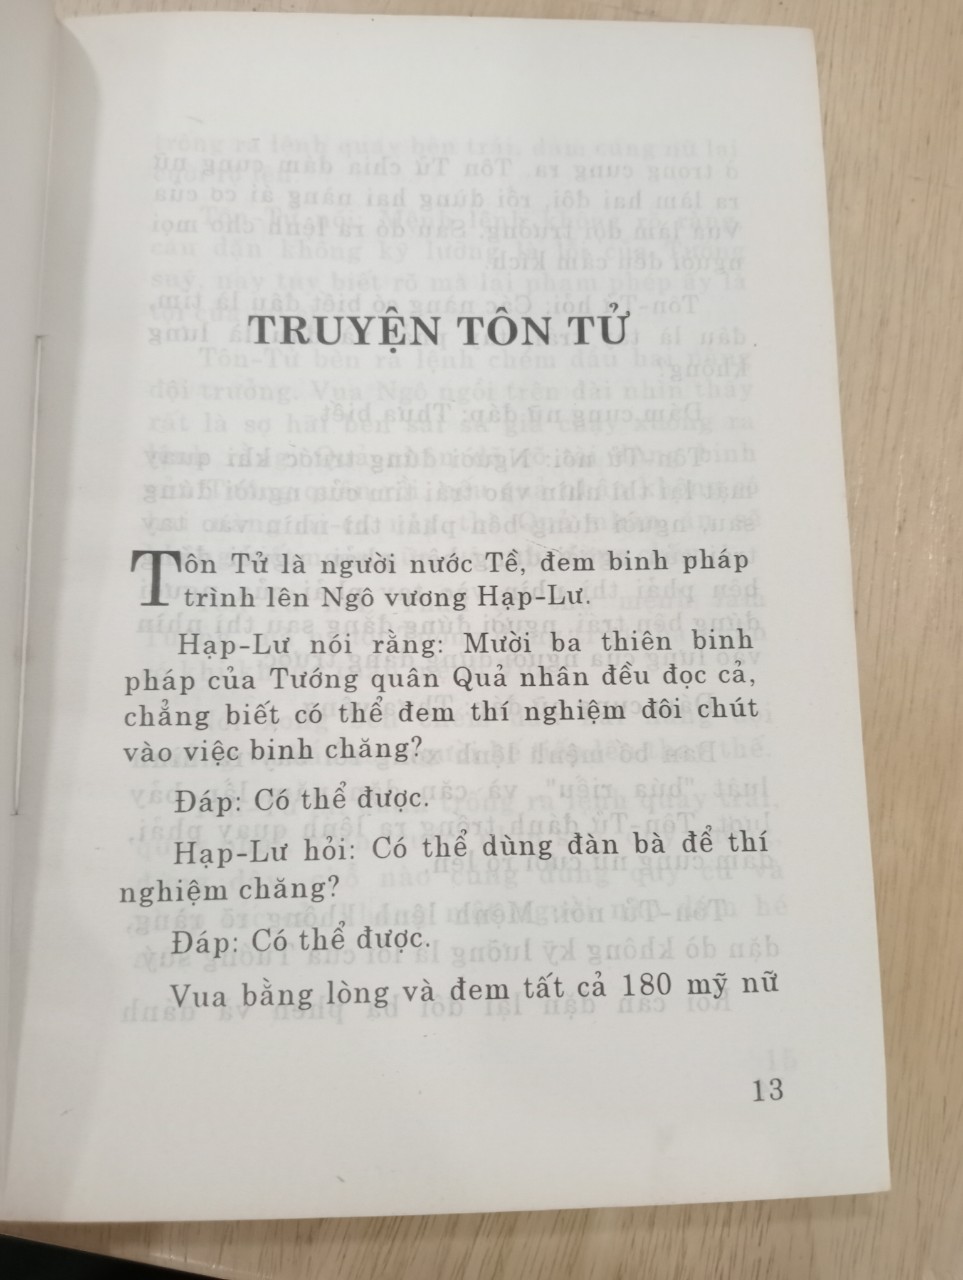 TRUYỆN TÔN TỬ
Tôn Tử là người nước Tề, đem binh pháp
trình lên Ngô vương Hạp-Lư.
Hạp-Lư nói rằng: Mười ba thiên binh
pháp của Tướng quân Quả nhân đều đọc cả,
chẳng biết có thể đem thí nghiệm đôi chút
vào việc binh chăng?
Đáp: Có thể được.
Hạp-Lư hỏi: Có thể dùng đàn bà để thí
nghiệm chăng?
Đáp: Có thể được.
Vua bằng lòng và đem tất cả 180 mỹ nữ
13